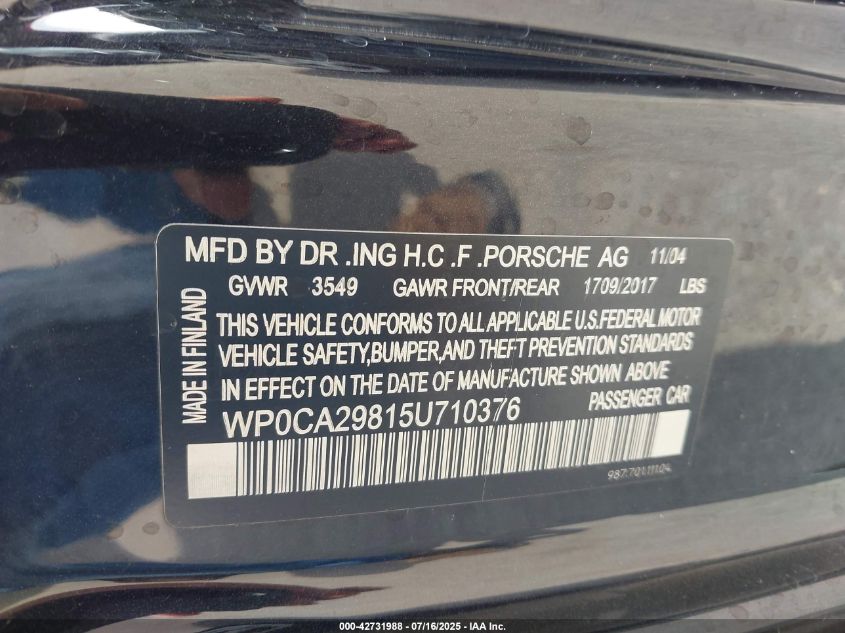 MFD BY DR .ING H.C .F .PORSCHE AG 11/04
GVWR 3549 GAWR FRONT/REAR 1709/2017 LBS
MADE IN FINLAND
THIS VEHICLE CONFORMS TO ALL APPLICABLE U.S.FEDERAL MOTOR
VEHICLE SAFETY,BUMPER,AND THEFT PREVENTION STANDARDS
IN EFFECT ON THE DATE OF MANUFACTURE SHOWN ABOVE
WP0CA29815U710376 PASSENGER CAR
987.701.111.04
000-42731988 - 07/16/2025 - IAA Inc.